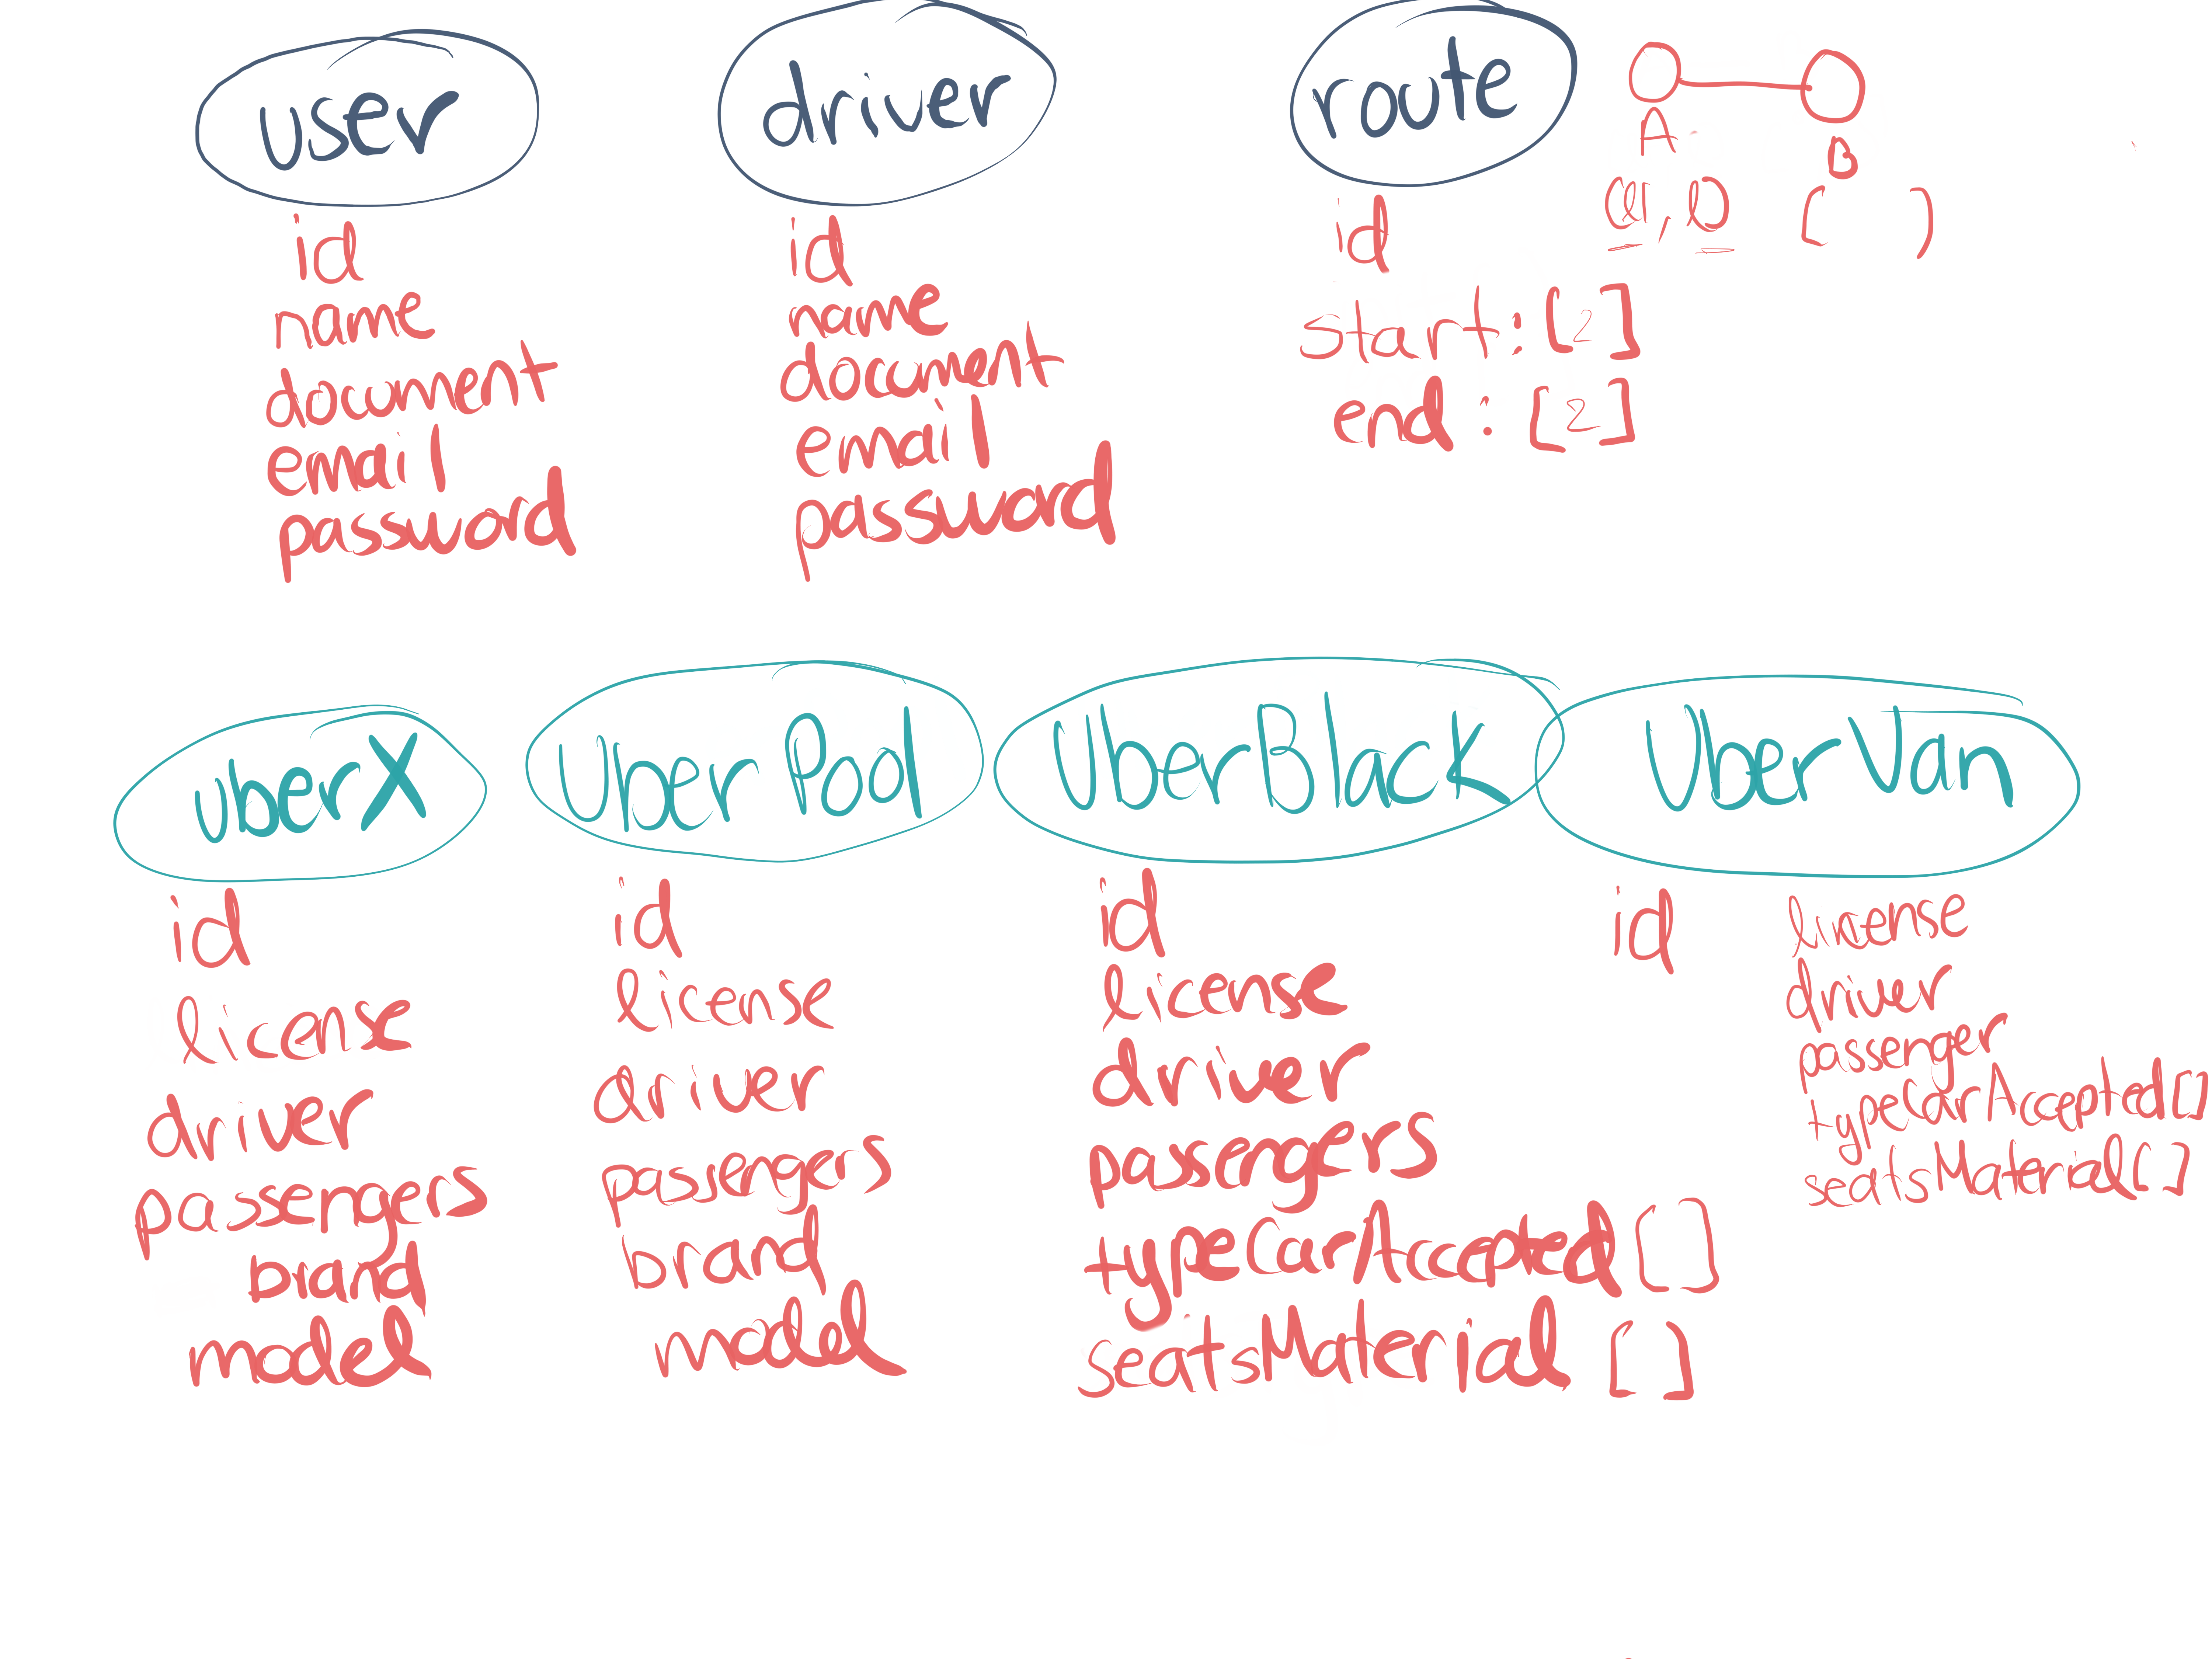 user
id
name
document
email
password
driver
id
name
document
email
password
route
id
start : [2]
end : [2]
A
B
UberX
id
license
driver
passengers
brand
model
UberPool
id
license
driver
passengers
brand
model
UberBlack
id
license
driver
passengers
typeCarAccepted []
seatsMaterial []
UberVan
id
license
driver
passenger
typeCarAccepted []
seatsMaterial []